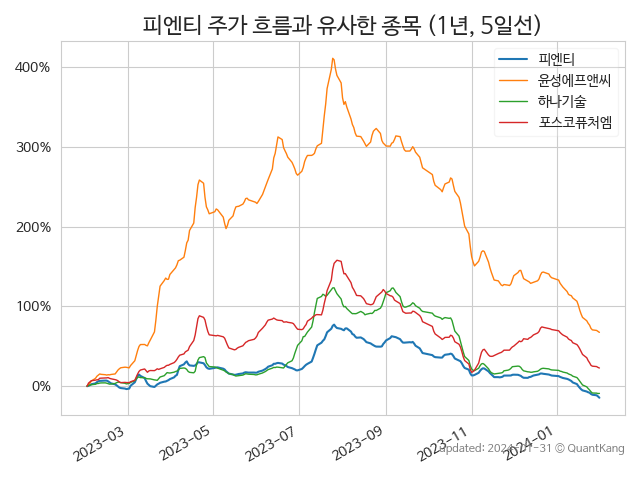 피엔티 주가 흐름과 유사한 종목 (1년, 5일선)
피엔티
윤성에프앤씨
하나기술
포스코퓨처엠
400%
300%
200%
100%
0%
2023-03
2023-05
2023-07
2023-09
2023-11
2024-01
updated: 2024-01-31 © QuantKang